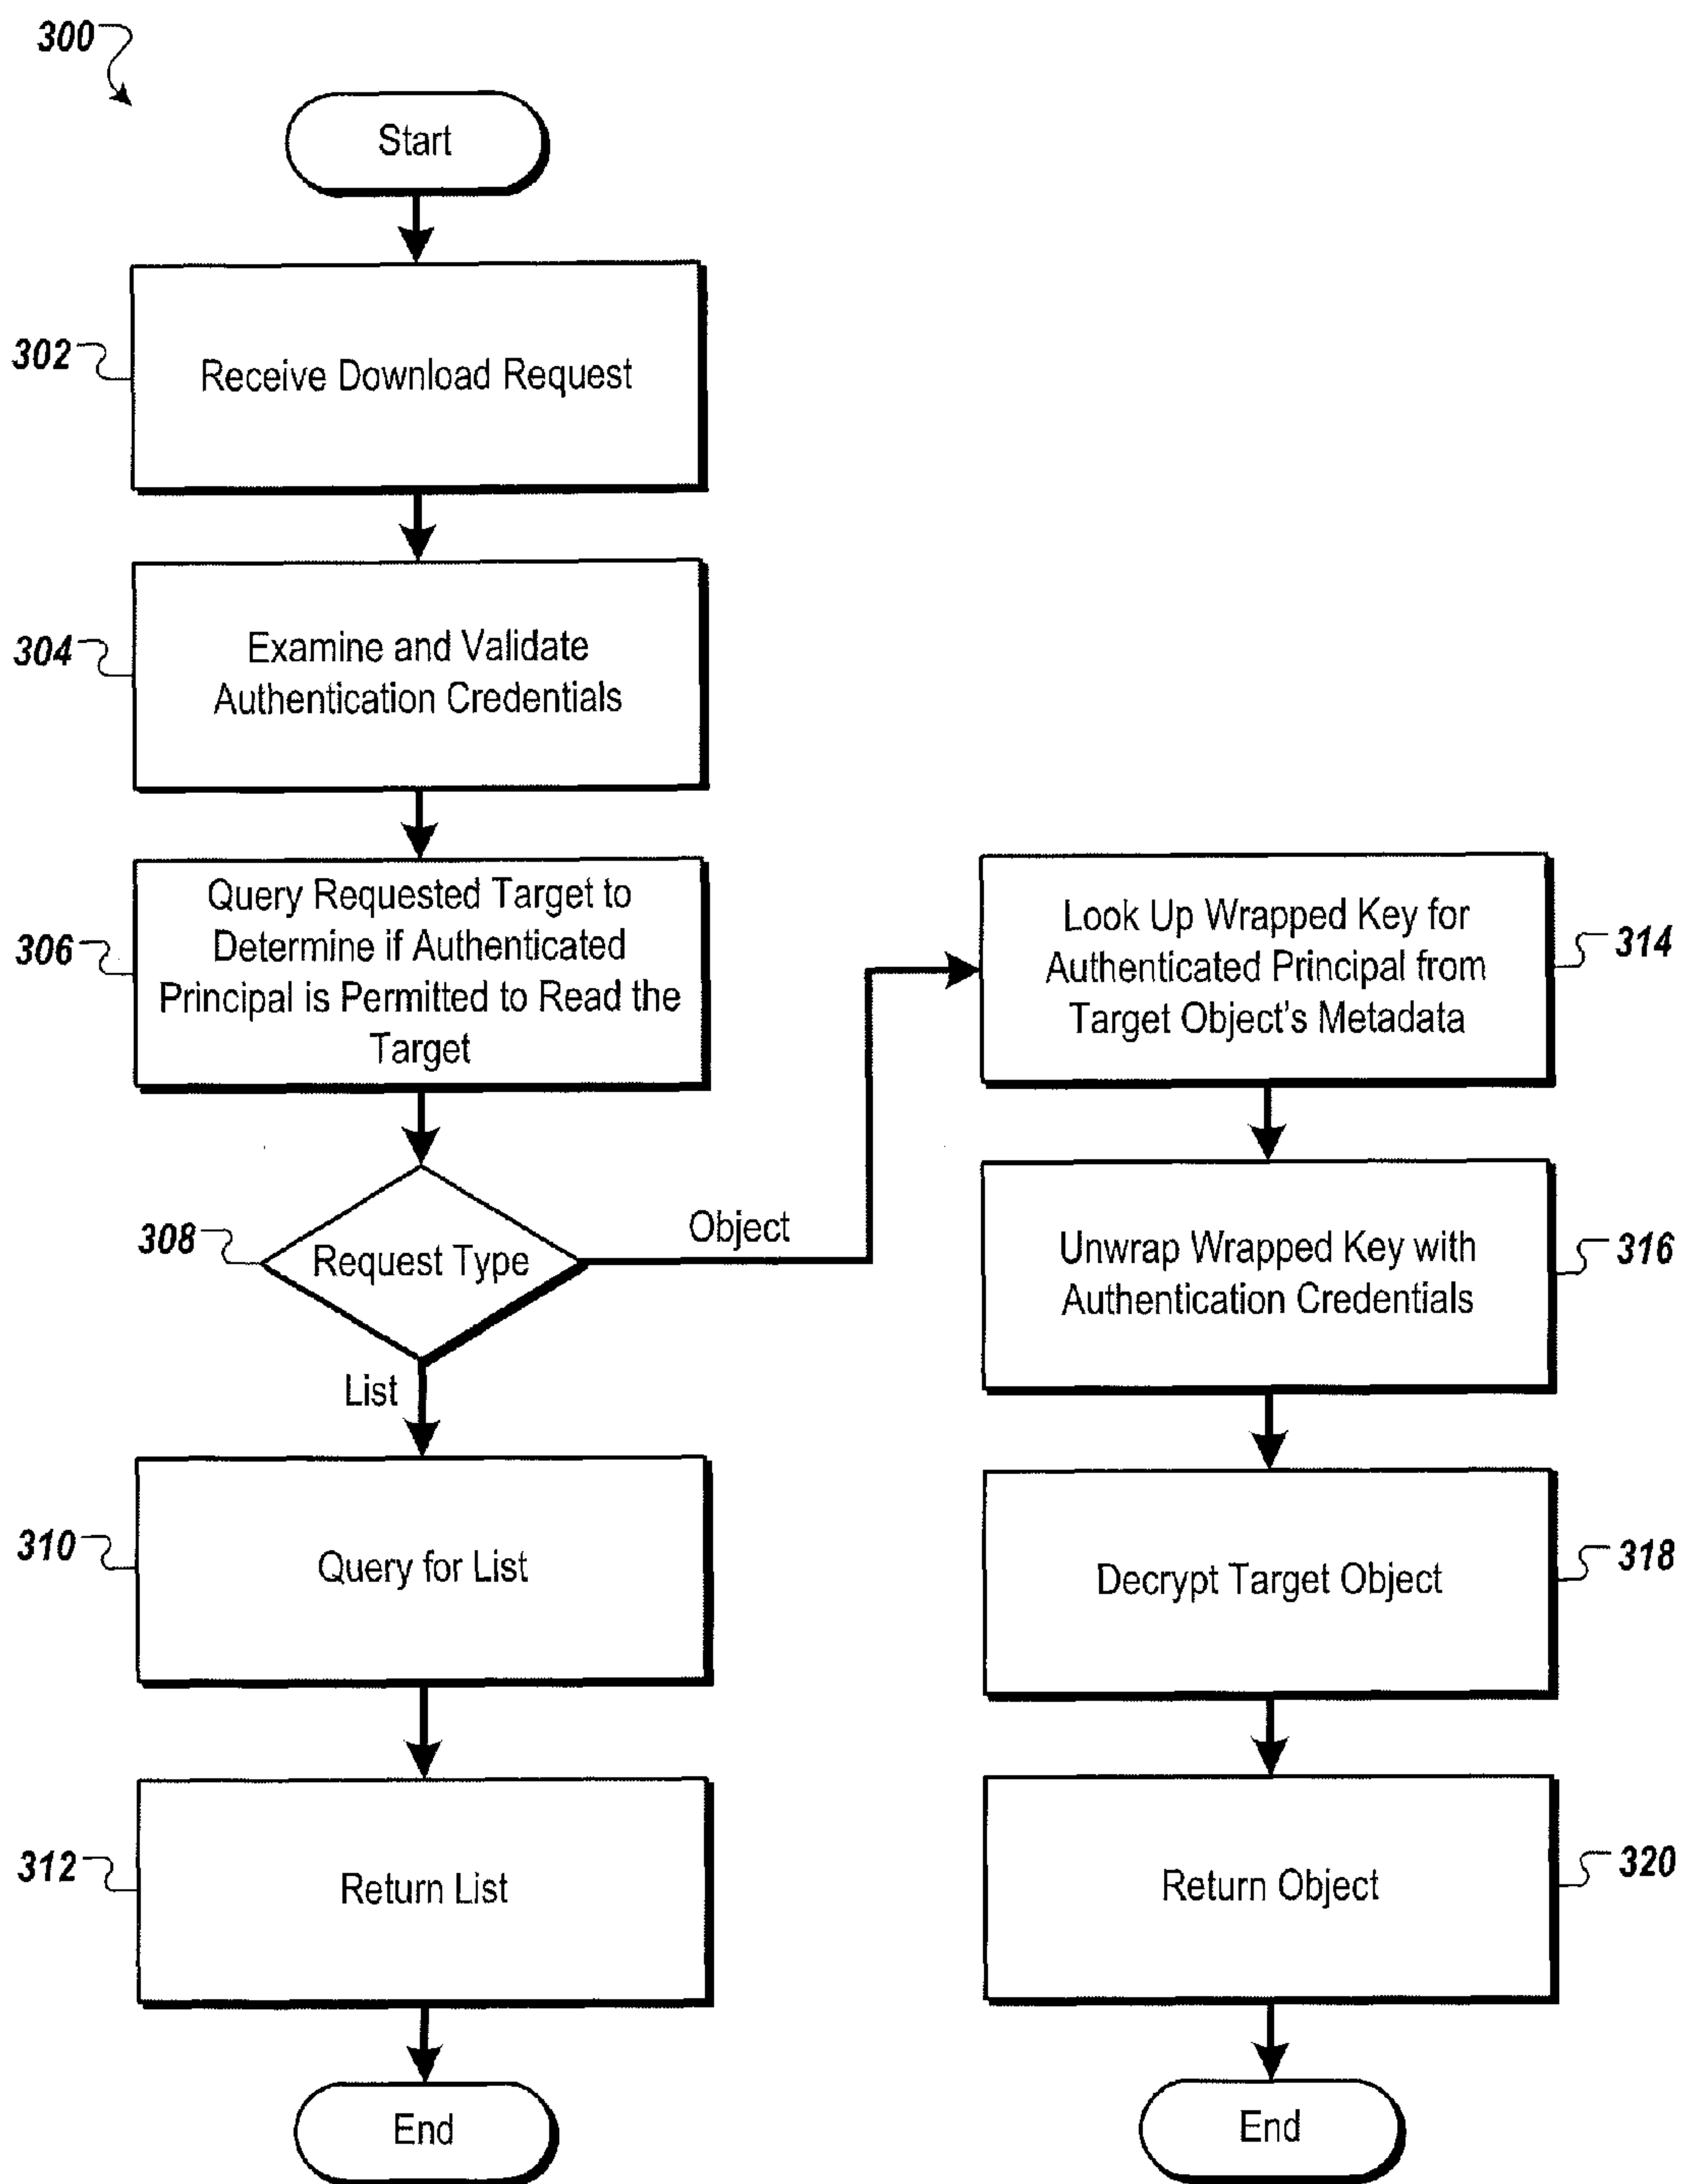 300
Start
302
Receive Download Request
304
Examine and Validate
Authentication Credentials
306
Query Requested Target to
Determine if Authenticated
Principal is Permitted to Read the
Target
308
Request Type
Object
List
310
Query for List
312
Return List
End
Look Up Wrapped Key for
Authenticated Principal from
Target Object's Metadata
314
Unwrap Wrapped Key with
Authentication Credentials
316
Decrypt Target Object
318
Return Object
320
End